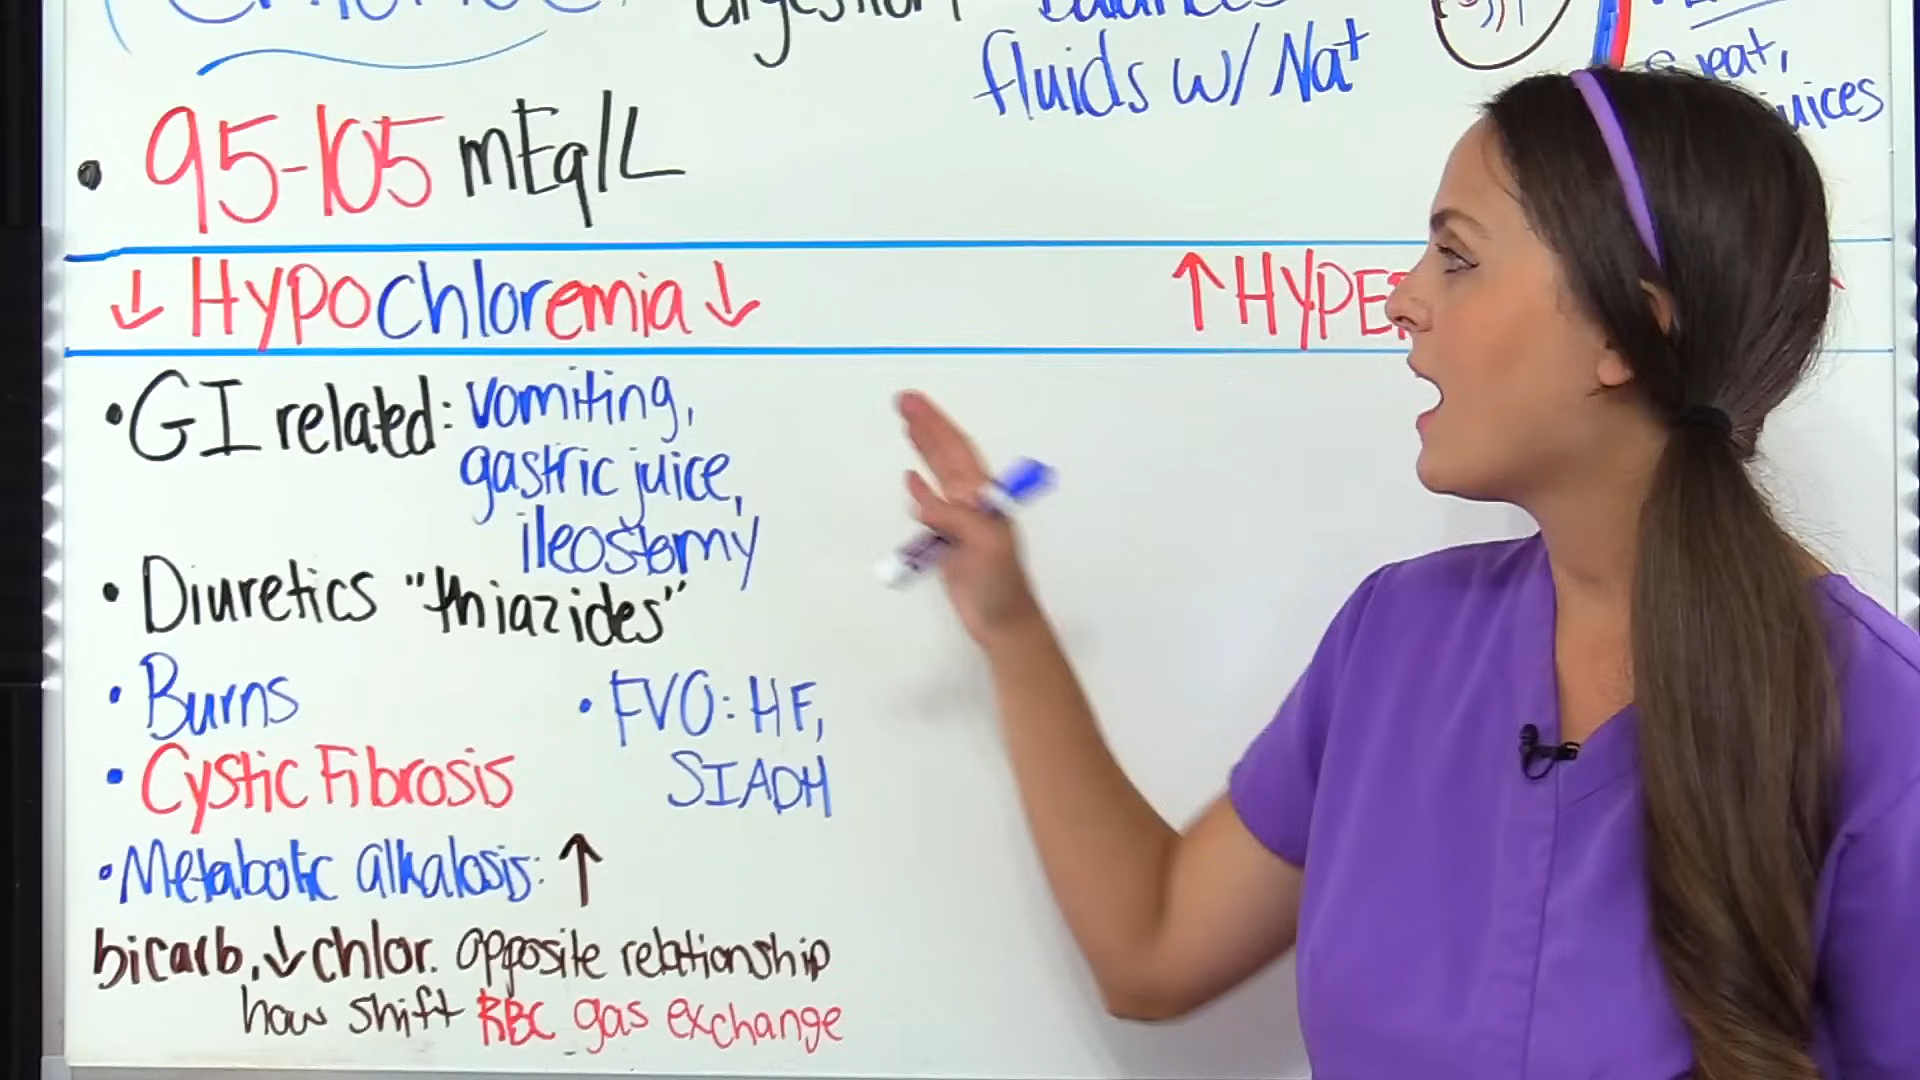 digestion
fluids w/ Na+
• 95-105 mEq/L
↓ Hypochloremia ↓
↑ HYPE
• GI related: vomiting,
gastric juice,
ileostomy
• Diuretics "thiazides"
• Burns
• FVO: HF,
SIADH
• Cystic Fibrosis
• Metabolic alkalosis: ↑
bicarb. ↓ chlor. opposite relationship
how shift RBC gas exchange